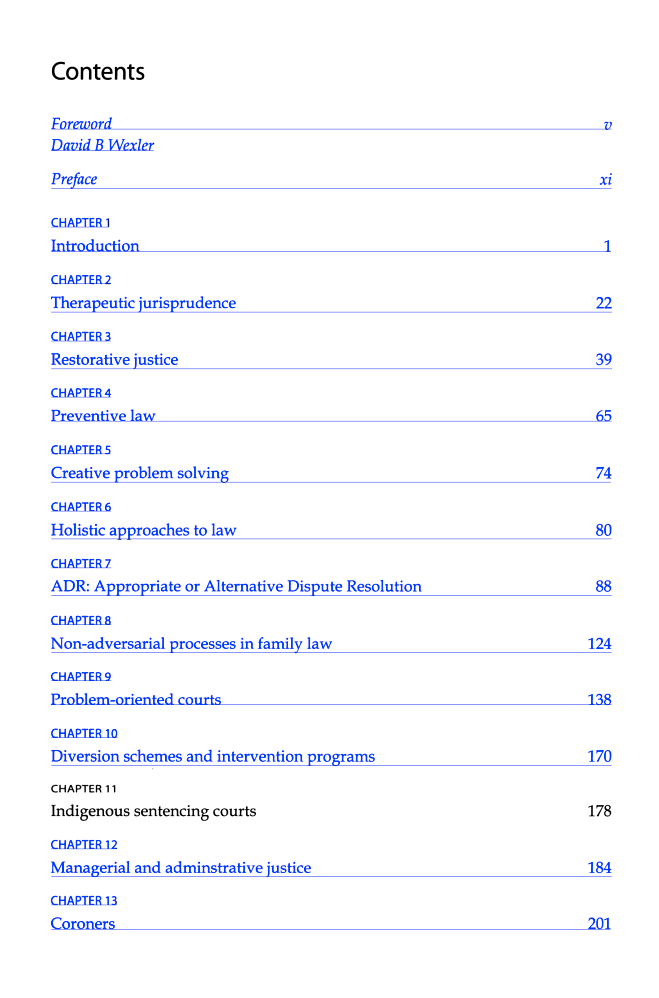 Contents
Foreword v
David B Wexler
Preface xi
CHAPTER 1
Introduction 1
CHAPTER 2
Therapeutic jurisprudence 22
CHAPTER 3
Restorative justice 39
CHAPTER 4
Preventive law 65
CHAPTER 5
Creative problem solving 74
CHAPTER 6
Holistic approaches to law 80
CHAPTER 7
ADR: Appropriate or Alternative Dispute Resolution 88
CHAPTER 8
Non-adversarial processes in family law 124
CHAPTER 9
Problem-oriented courts 138
CHAPTER 10
Diversion schemes and intervention programs 170
CHAPTER 11
Indigenous sentencing courts 178
CHAPTER 12
Managerial and adminstrative justice 184
CHAPTER 13
Coroners 201